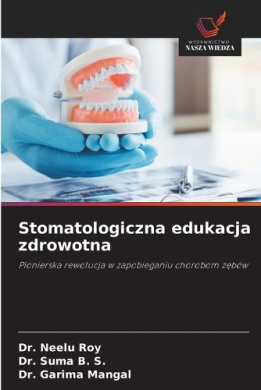 WYDAWNICTWO
NASZA WIEDZA
Stomatologiczna edukacja
zdrowotna
Pionierska rewolucja w zapobieganiu chorobom zębów
Dr. Neelu Roy
Dr. Suma B. S.
Dr. Garima Mangal